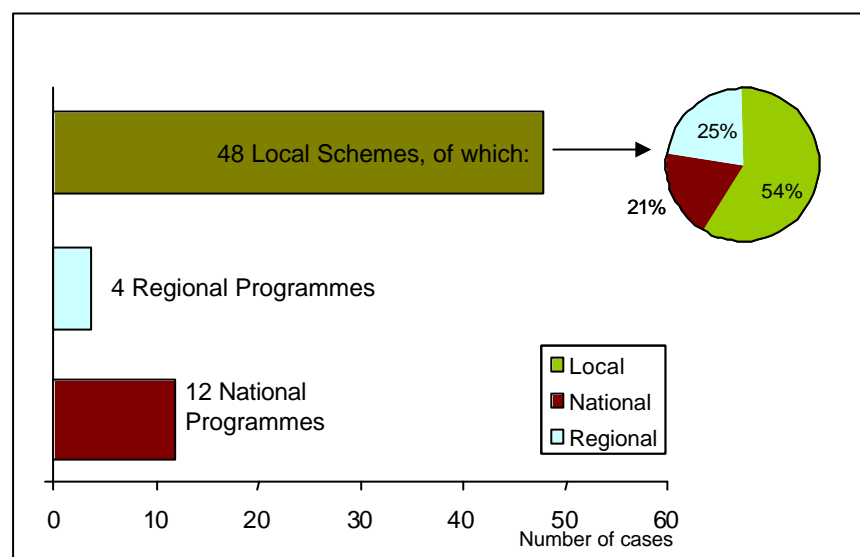 48 Local Schemes, of which:
25%
54%
21%
4 Regional Programmes
12 National
Programmes
Local
National
Regional
0 10 20 30 40 50 60
Number of cases